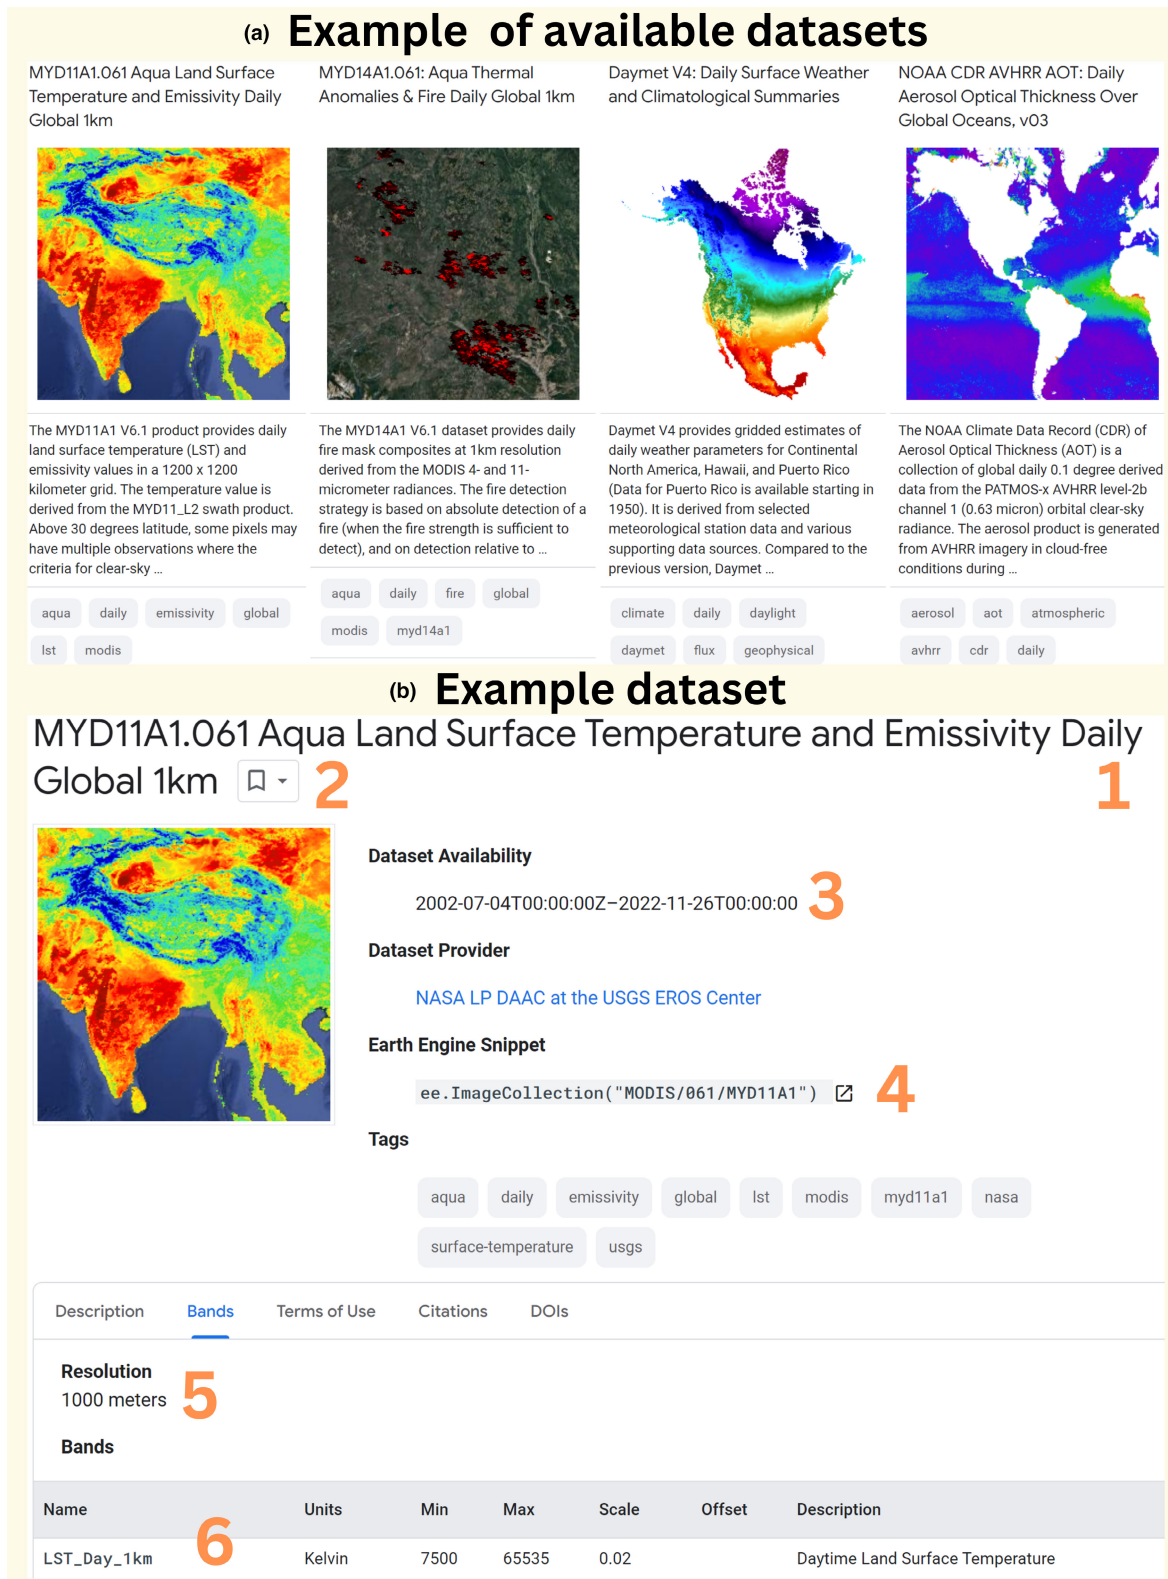 (a) Example of available datasets
MYD11A1.061 Aqua Land Surface
Temperature and Emissivity Daily
Global 1km
The MYD11A1 V6.1 product provides daily
land surface temperature (LST) and
emissivity values in a 1200 x 1200
kilometer grid. The temperature value is
derived from the MYD11_L2 swath product.
Above 30 degrees latitude, some pixels may
have multiple observations where the
criteria for clear-sky ...
aqua daily emissivity global
lst modis
MYD14A1.061: Aqua Thermal
Anomalies & Fire Daily Global 1km
The MYD14A1 V6.1 dataset provides daily
fire mask composites at 1km resolution
derived from the MODIS 4- and 11-
micrometer radiances. The fire detection
strategy is based on absolute detection of a
fire (when the fire strength is sufficient to
detect), and on detection relative to ...
aqua daily fire global
modis myd14a1
Daymet V4: Daily Surface Weather
and Climatological Summaries
Daymet V4 provides gridded estimates of
daily weather parameters for Continental
North America, Hawaii, and Puerto Rico
(Data for Puerto Rico is available starting in
1950). It is derived from selected
meteorological station data and various
supporting data sources. Compared to the
previous version, Daymet ...
climate daily daylight
daymet flux geophysical
NOAA CDR AVHRR AOT: Daily
Aerosol Optical Thickness Over
Global Oceans, v03
The NOAA Climate Data Record (CDR) of
Aerosol Optical Thickness (AOT) is a
collection of global daily 0.1 degree derived
data from the PATMOS-x AVHRR level-2b
channel 1 (0.63 micron) orbital clear-sky
radiance. The aerosol product is generated
from AVHRR imagery in cloud-free
conditions during ...
aerosol aot atmospheric
avhrr cdr daily
(b) Example dataset
MYD11A1.061 Aqua Land Surface Temperature and Emissivity Daily
Global 1km 2 1
Dataset Availability
2002-07-04T00:00:00Z–2022-11-26T00:00:00 3
Dataset Provider
NASA LP DAAC at the USGS EROS Center
Earth Engine Snippet
ee.ImageCollection("MODIS/061/MYD11A1") 4
Tags
aqua daily emissivity global lst modis myd11a1 nasa
surface-temperature usgs
Description Bands Terms of Use Citations DOIs
Resolution
1000 meters 5
Bands
Name Units Min Max Scale Offset Description
6
LST_Day_1km Kelvin 7500 65535 0.02 Daytime Land Surface Temperature